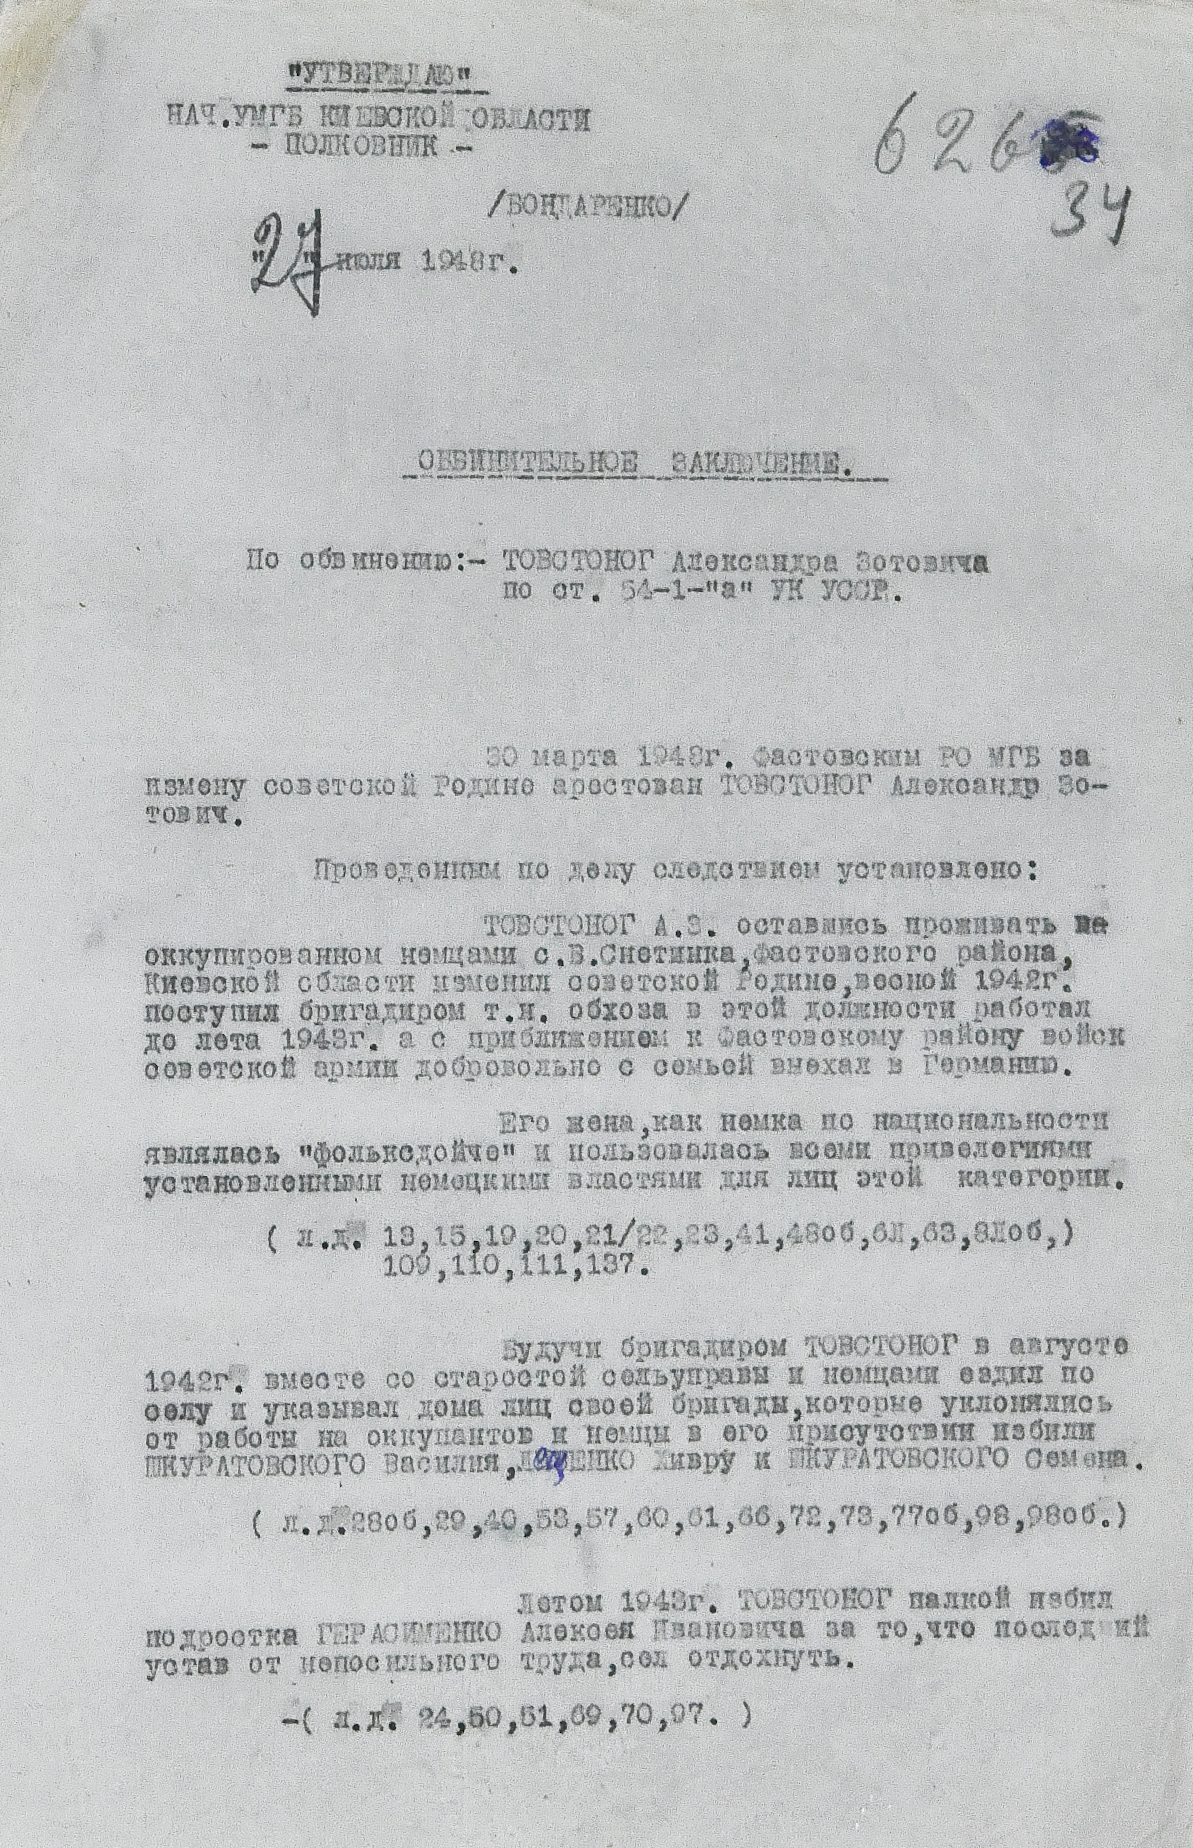 "УТВЕРЖДАЮ"
НАЧ.УМГБ КИЕВСКОЙ ОБЛАСТИ
- ПОЛКОВНИК -
626
34
/БОНДАРЕНКО/
"27" июля 1948г.
ОБВИНИТЕЛЬНОЕ ЗАКЛЮЧЕНИЕ.
По обвинению:- ТОВСТОНОГ Александра Зотовича
по ст. 54-1-"а" УК УССР.
30 марта 1948г. Фастовским РО МГБ за
измену советской Родине арестован ТОВСТОНОГ Александр Зо-
тович.
Проведенным по делу следствием установлено:
ТОВСТОНОГ А.З. оставшись проживать на
оккупированном немцами с.В.Снетинка,Фастовского района,
Киевской области изменил советской Родине,весной 1942г.
поступил бригадиром т.н. общоза в этой должности работал
до лета 1943г. а с приближением к Фастовскому району войск
советской армии добровольно с семьей выехал в Германию.
Его жена,как немка по национальности
являлась "фольксдойче" и пользовалась всеми привелегиями
установленными немецкими властями для лиц этой категории.
( л.д. 13,15,19,20,21/22,23,41,48об,61,63,81об,)
109,110,111,137.
Будучи бригадиром ТОВСТОНОГ в августе
1942г. вместе со старостой сельуправы и немцами ездил по
селу и указывал дома лиц своей бригады,которые уклонялись
от работы на оккупантов и немцы в его присутствии избили
ШКУРАТОВСКОГО Василия, Хивру и ШКУРАТОВСКОГО Семена.
( л.д.28об,29,40,53,57,60,61,66,72,73,77об,98,98об.)
Летом 1943г. ТОВСТОНОГ палкой избил
подростка ГЕРАСИМЕНКО Алексея Ивановича за то,что последний
устав от непосильного труда,сел отдохнуть.
-( л.д. 24,50,51,69,70,97. )